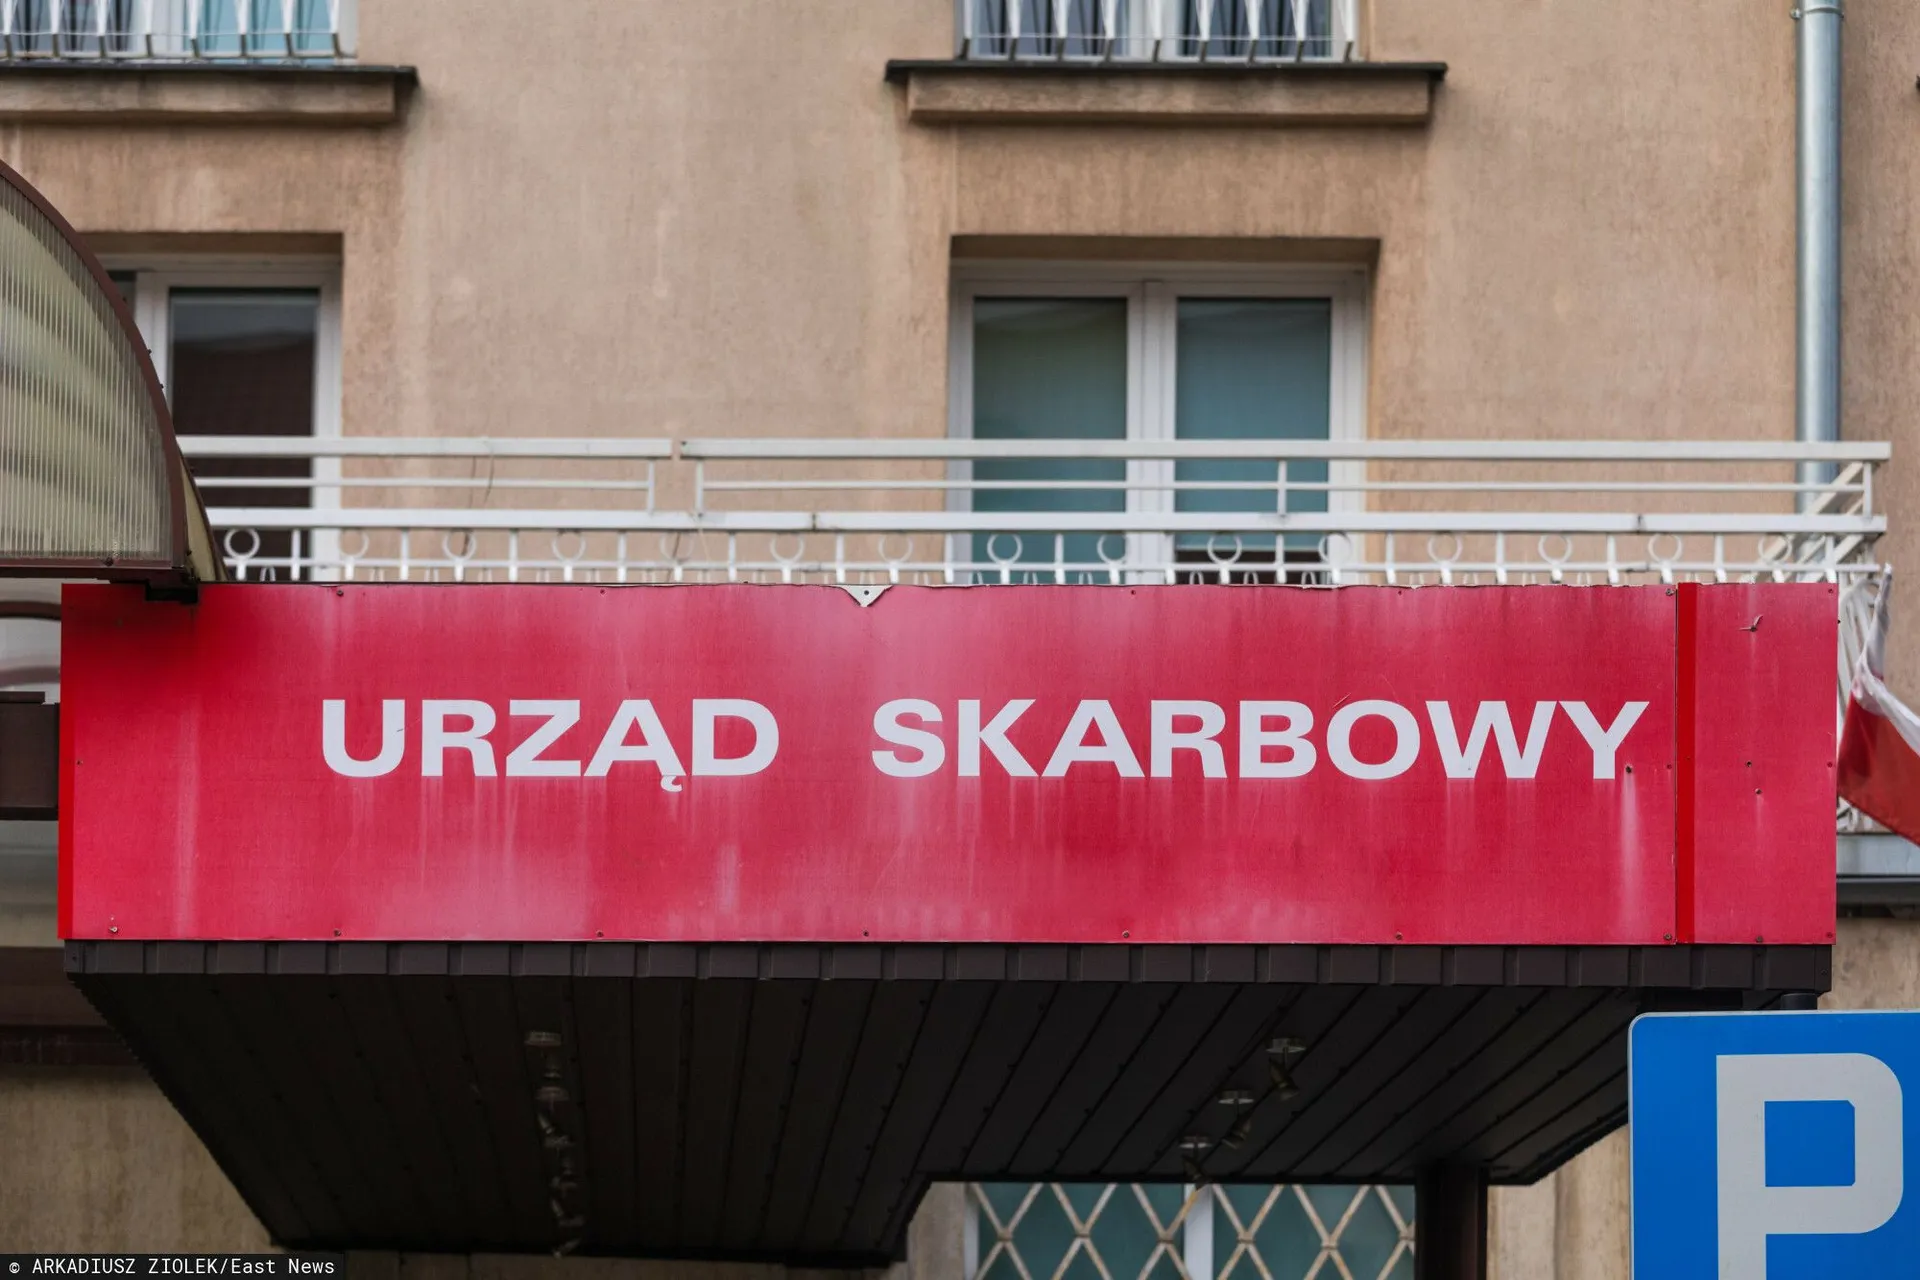 URZĄD SKARBOWY
P
© ARKADIUSZ ZIOLEK/East News